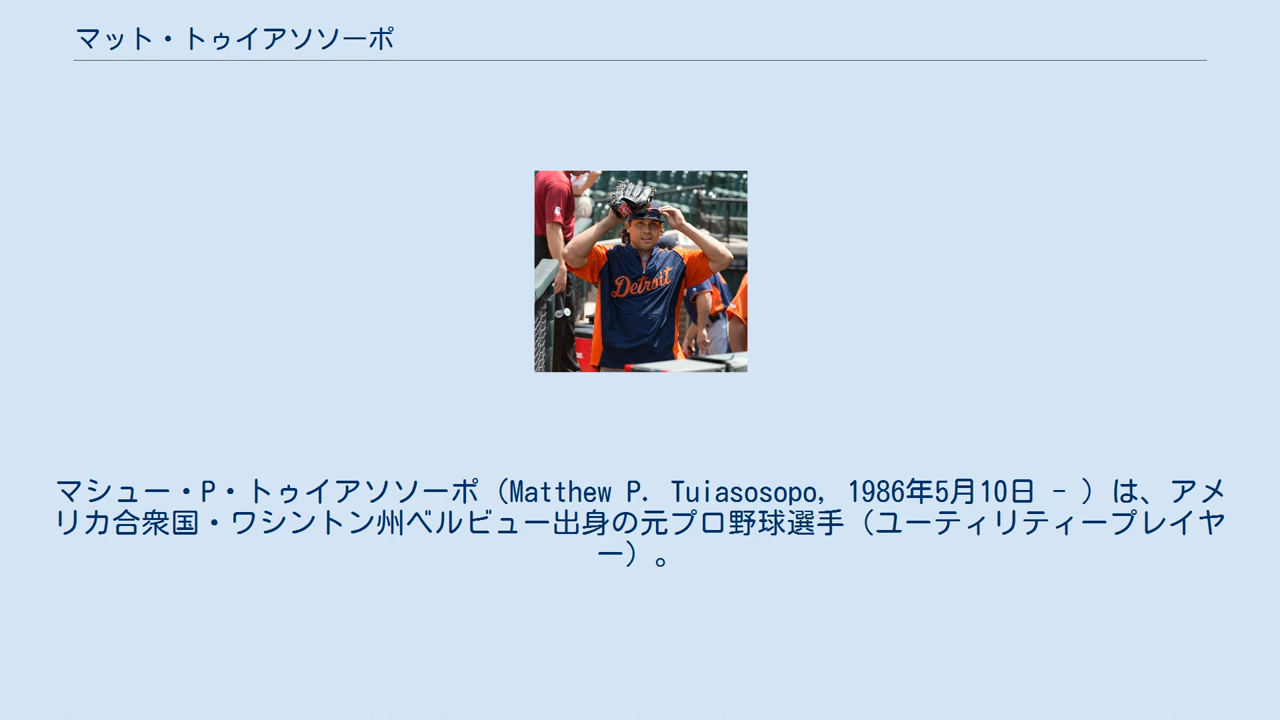 マット・トゥイアソソーポ
Detroit
マシュー・P・トゥイアソソーポ（Matthew P. Tuiasosopo, 1986年5月10日 - ）は、アメ
リカ合衆国・ワシントン州ベルビュー出身の元プロ野球選手（ユーティリティープレイヤ
ー）。